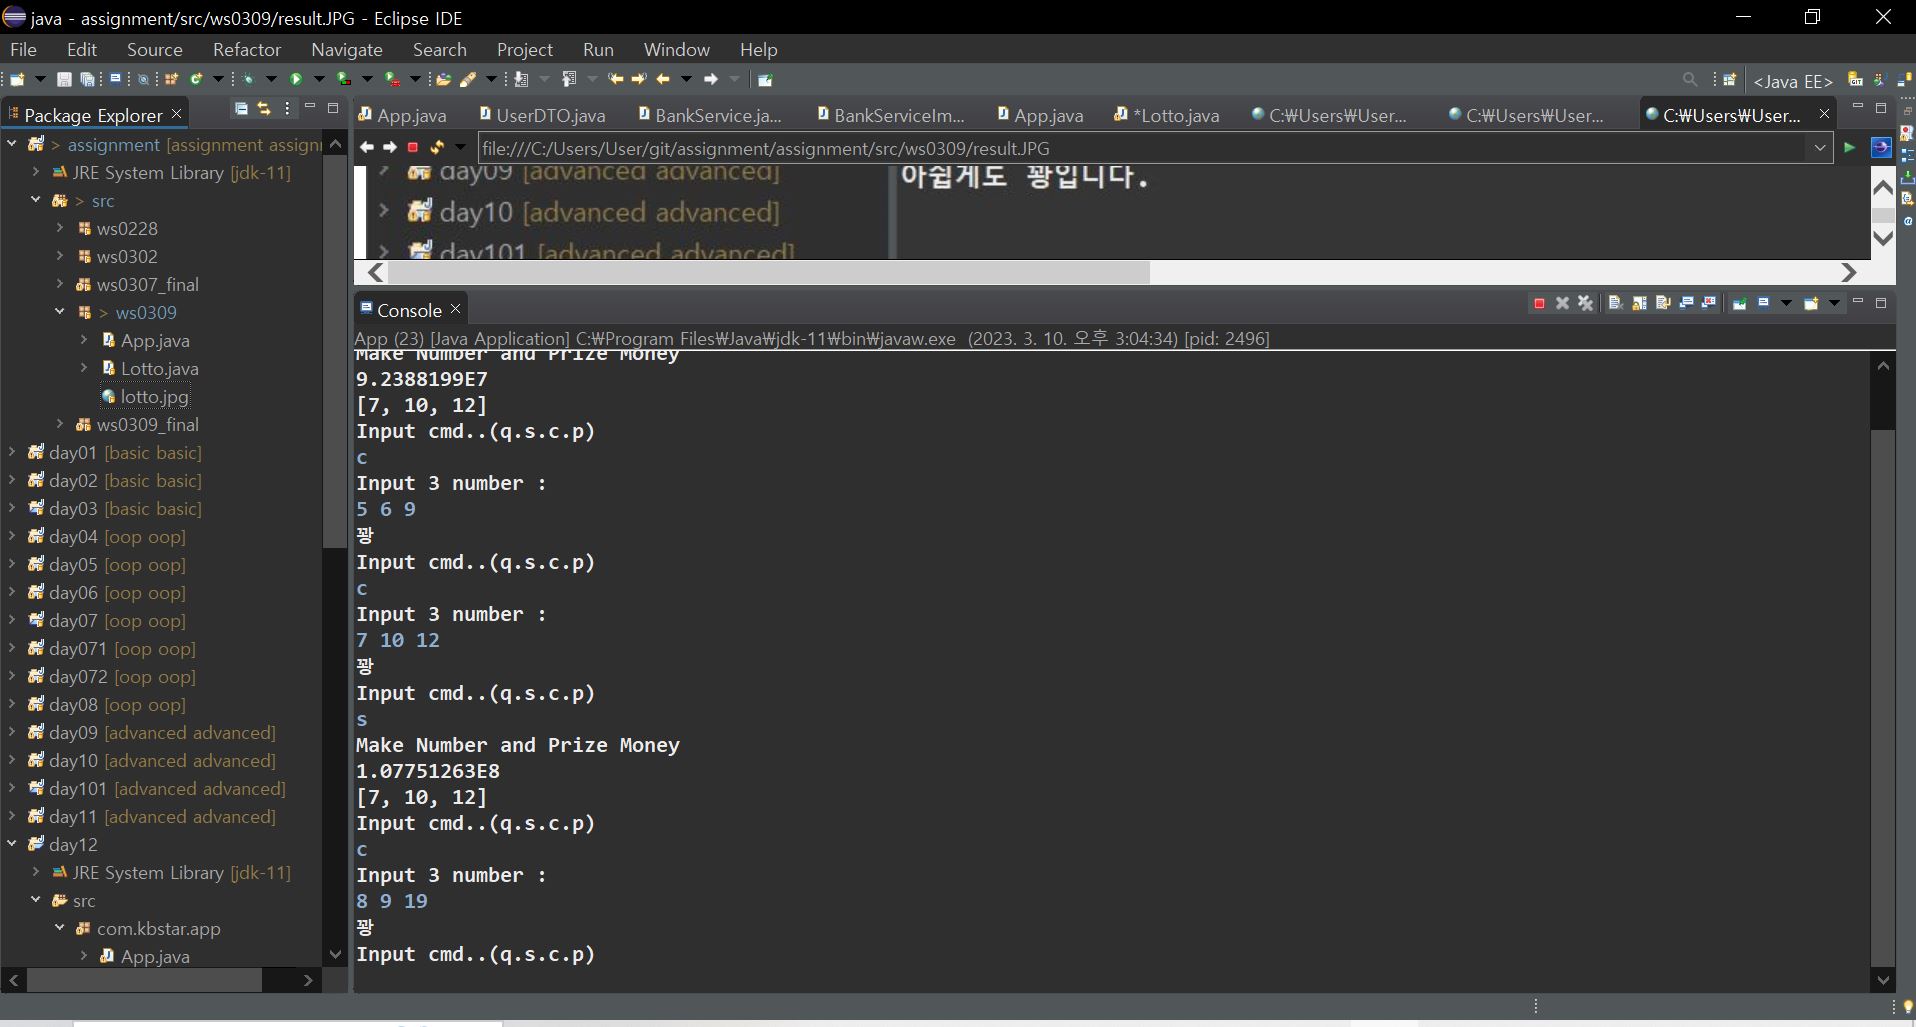 java - assignment/src/ws0309/result.JPG - Eclipse IDE
File Edit Source Refactor Navigate Search Project Run Window Help
<Java EE>
Package Explorer
App.java UserDTO.java BankService.ja... BankServiceIm... App.java *Lotto.java C:₩Users₩User... C:₩Users₩User... C:₩Users₩User...
file:///C:/Users/User/git/assignment/assignment/src/ws0309/result.JPG
> assignment [assignment assignm
JRE System Library [jdk-11]
> src
ws0228
ws0302
ws0307_final
> ws0309
App.java
Lotto.java
lotto.jpg
ws0309_final
day01 [basic basic]
day02 [basic basic]
day03 [basic basic]
day04 [oop oop]
day05 [oop oop]
day06 [oop oop]
day07 [oop oop]
day071 [oop oop]
day072 [oop oop]
day08 [oop oop]
day09 [advanced advanced]
day10 [advanced advanced]
day101 [advanced advanced]
day11 [advanced advanced]
day12
JRE System Library [jdk-11]
src
com.kbstar.app
App.java
day09 [advanced advanced]
아쉽게도 꽝입니다.
day10 [advanced advanced]
day101 [advanced advanced]
Console
App (23) [Java Application] C:₩Program Files₩Java₩jdk-11₩bin₩javaw.exe (2023. 3. 10. 오후 3:04:34) [pid: 2496]
Make Number and Prize Money
9.2388199E7
[7, 10, 12]
Input cmd..(q.s.c.p)
c
Input 3 number :
5 6 9
꽝
Input cmd..(q.s.c.p)
c
Input 3 number :
7 10 12
꽝
Input cmd..(q.s.c.p)
s
Make Number and Prize Money
1.07751263E8
[7, 10, 12]
Input cmd..(q.s.c.p)
c
Input 3 number :
8 9 19
꽝
Input cmd..(q.s.c.p)